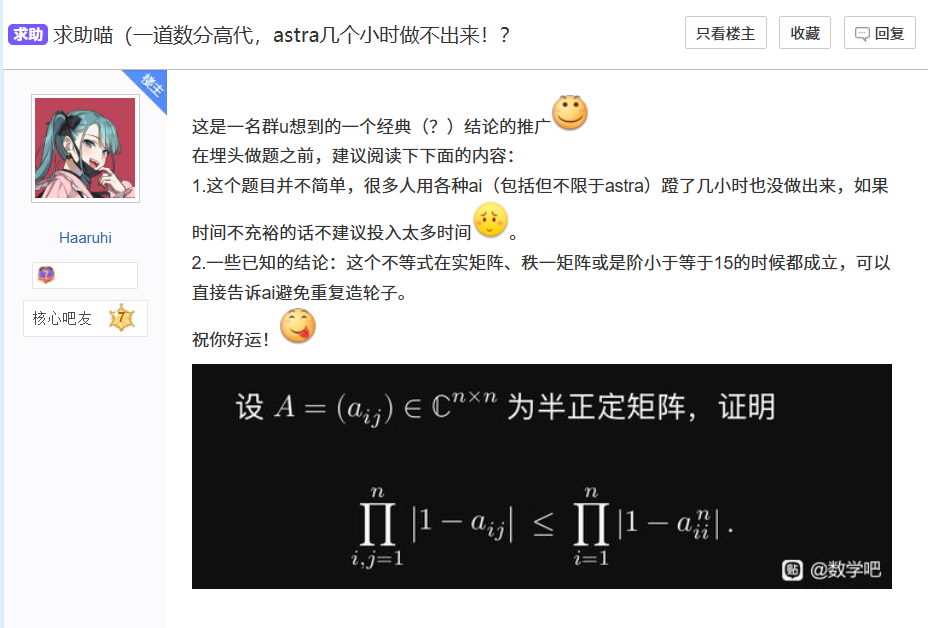 求助 求助喵（一道数分高代，astra几个小时做不出来！？
只看楼主
收藏
回复
楼主
Haaruhi
核心吧友 7
这是一名群u想到的一个经典（？）结论的推广
在埋头做题之前，建议阅读下下面的内容：
1.这个题目并不简单，很多人用各种ai（包括但不限于astra）蹬了几小时也没做出来，如果
时间不充裕的话不建议投入太多时间。
2.一些已知的结论：这个不等式在实矩阵、秩一矩阵或是阶小于等于15的时候都成立，可以
直接告诉ai避免重复造轮子。
祝你好运！
设 A = (a_{ij}) ∈ ℂ^{n×n} 为半正定矩阵，证明
∏_{i,j=1}^{n} |1 − a_{ij}| ≤ ∏_{i=1}^{n} |1 − a_{ii}^{n}|.
贴 @数学吧